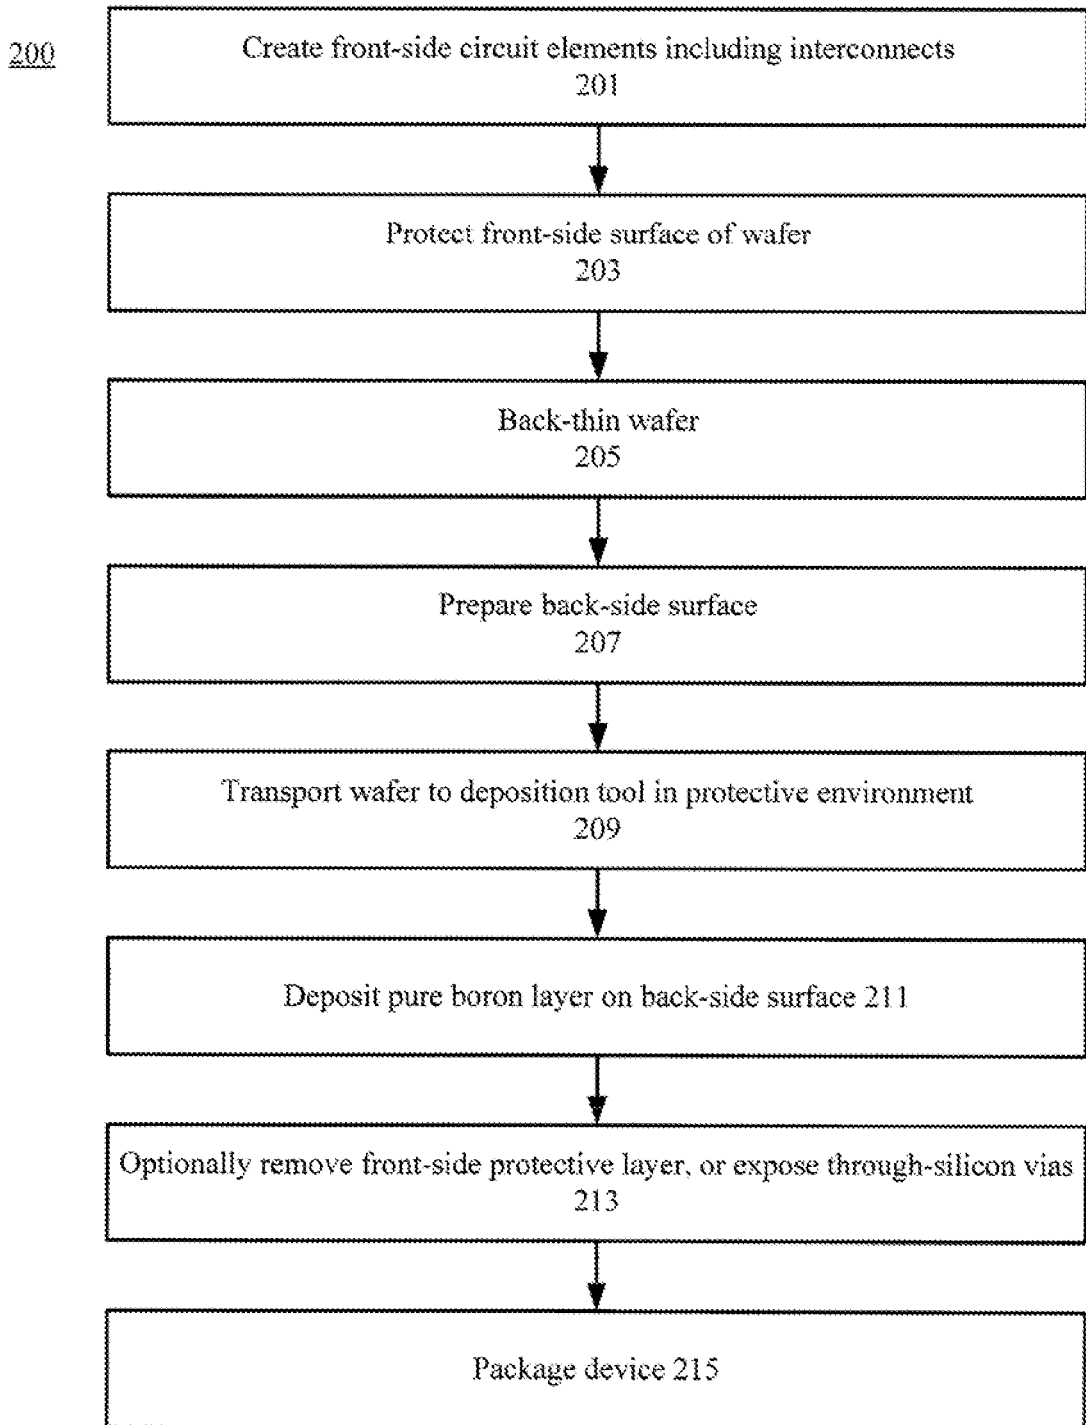 200
Create front-side circuit elements including interconnects
201
Protect front-side surface of wafer
203
Back-thin wafer
205
Prepare back-side surface
207
Transport wafer to deposition tool in protective environment
209
Deposit pure boron layer on back-side surface 211
Optionally remove front-side protective layer, or expose through-silicon vias
213
Package device 215